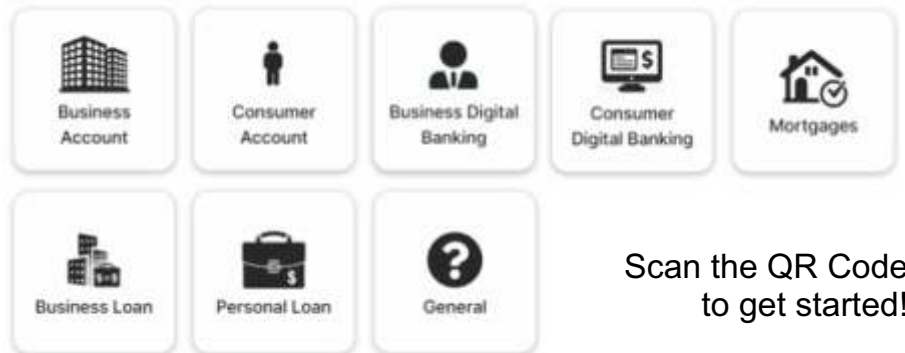 Business
Account
Consumer
Account
Business Digital
Banking
$
Consumer
Digital Banking
Mortgages
Business Loan
$
Personal Loan
?
General
Scan the QR Code
to get started!